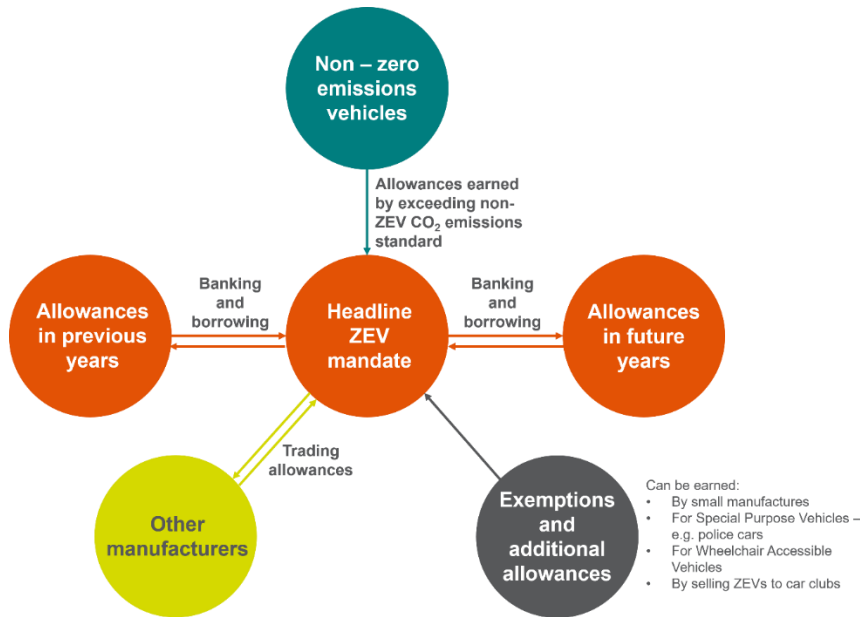 Non – zero
emissions
vehicles
Allowances earned
by exceeding non-
ZEV CO₂ emissions
standard
Allowances
in previous
years
Banking
and
borrowing
Headline
ZEV
mandate
Banking
and
borrowing
Allowances
in future
years
Trading
allowances
Other
manufacturers
Exemptions
and
additional
allowances
Can be earned:
• By small manufactures
• For Special Purpose Vehicles –
e.g. police cars
• For Wheelchair Accessible
Vehicles
• By selling ZEVs to car clubs